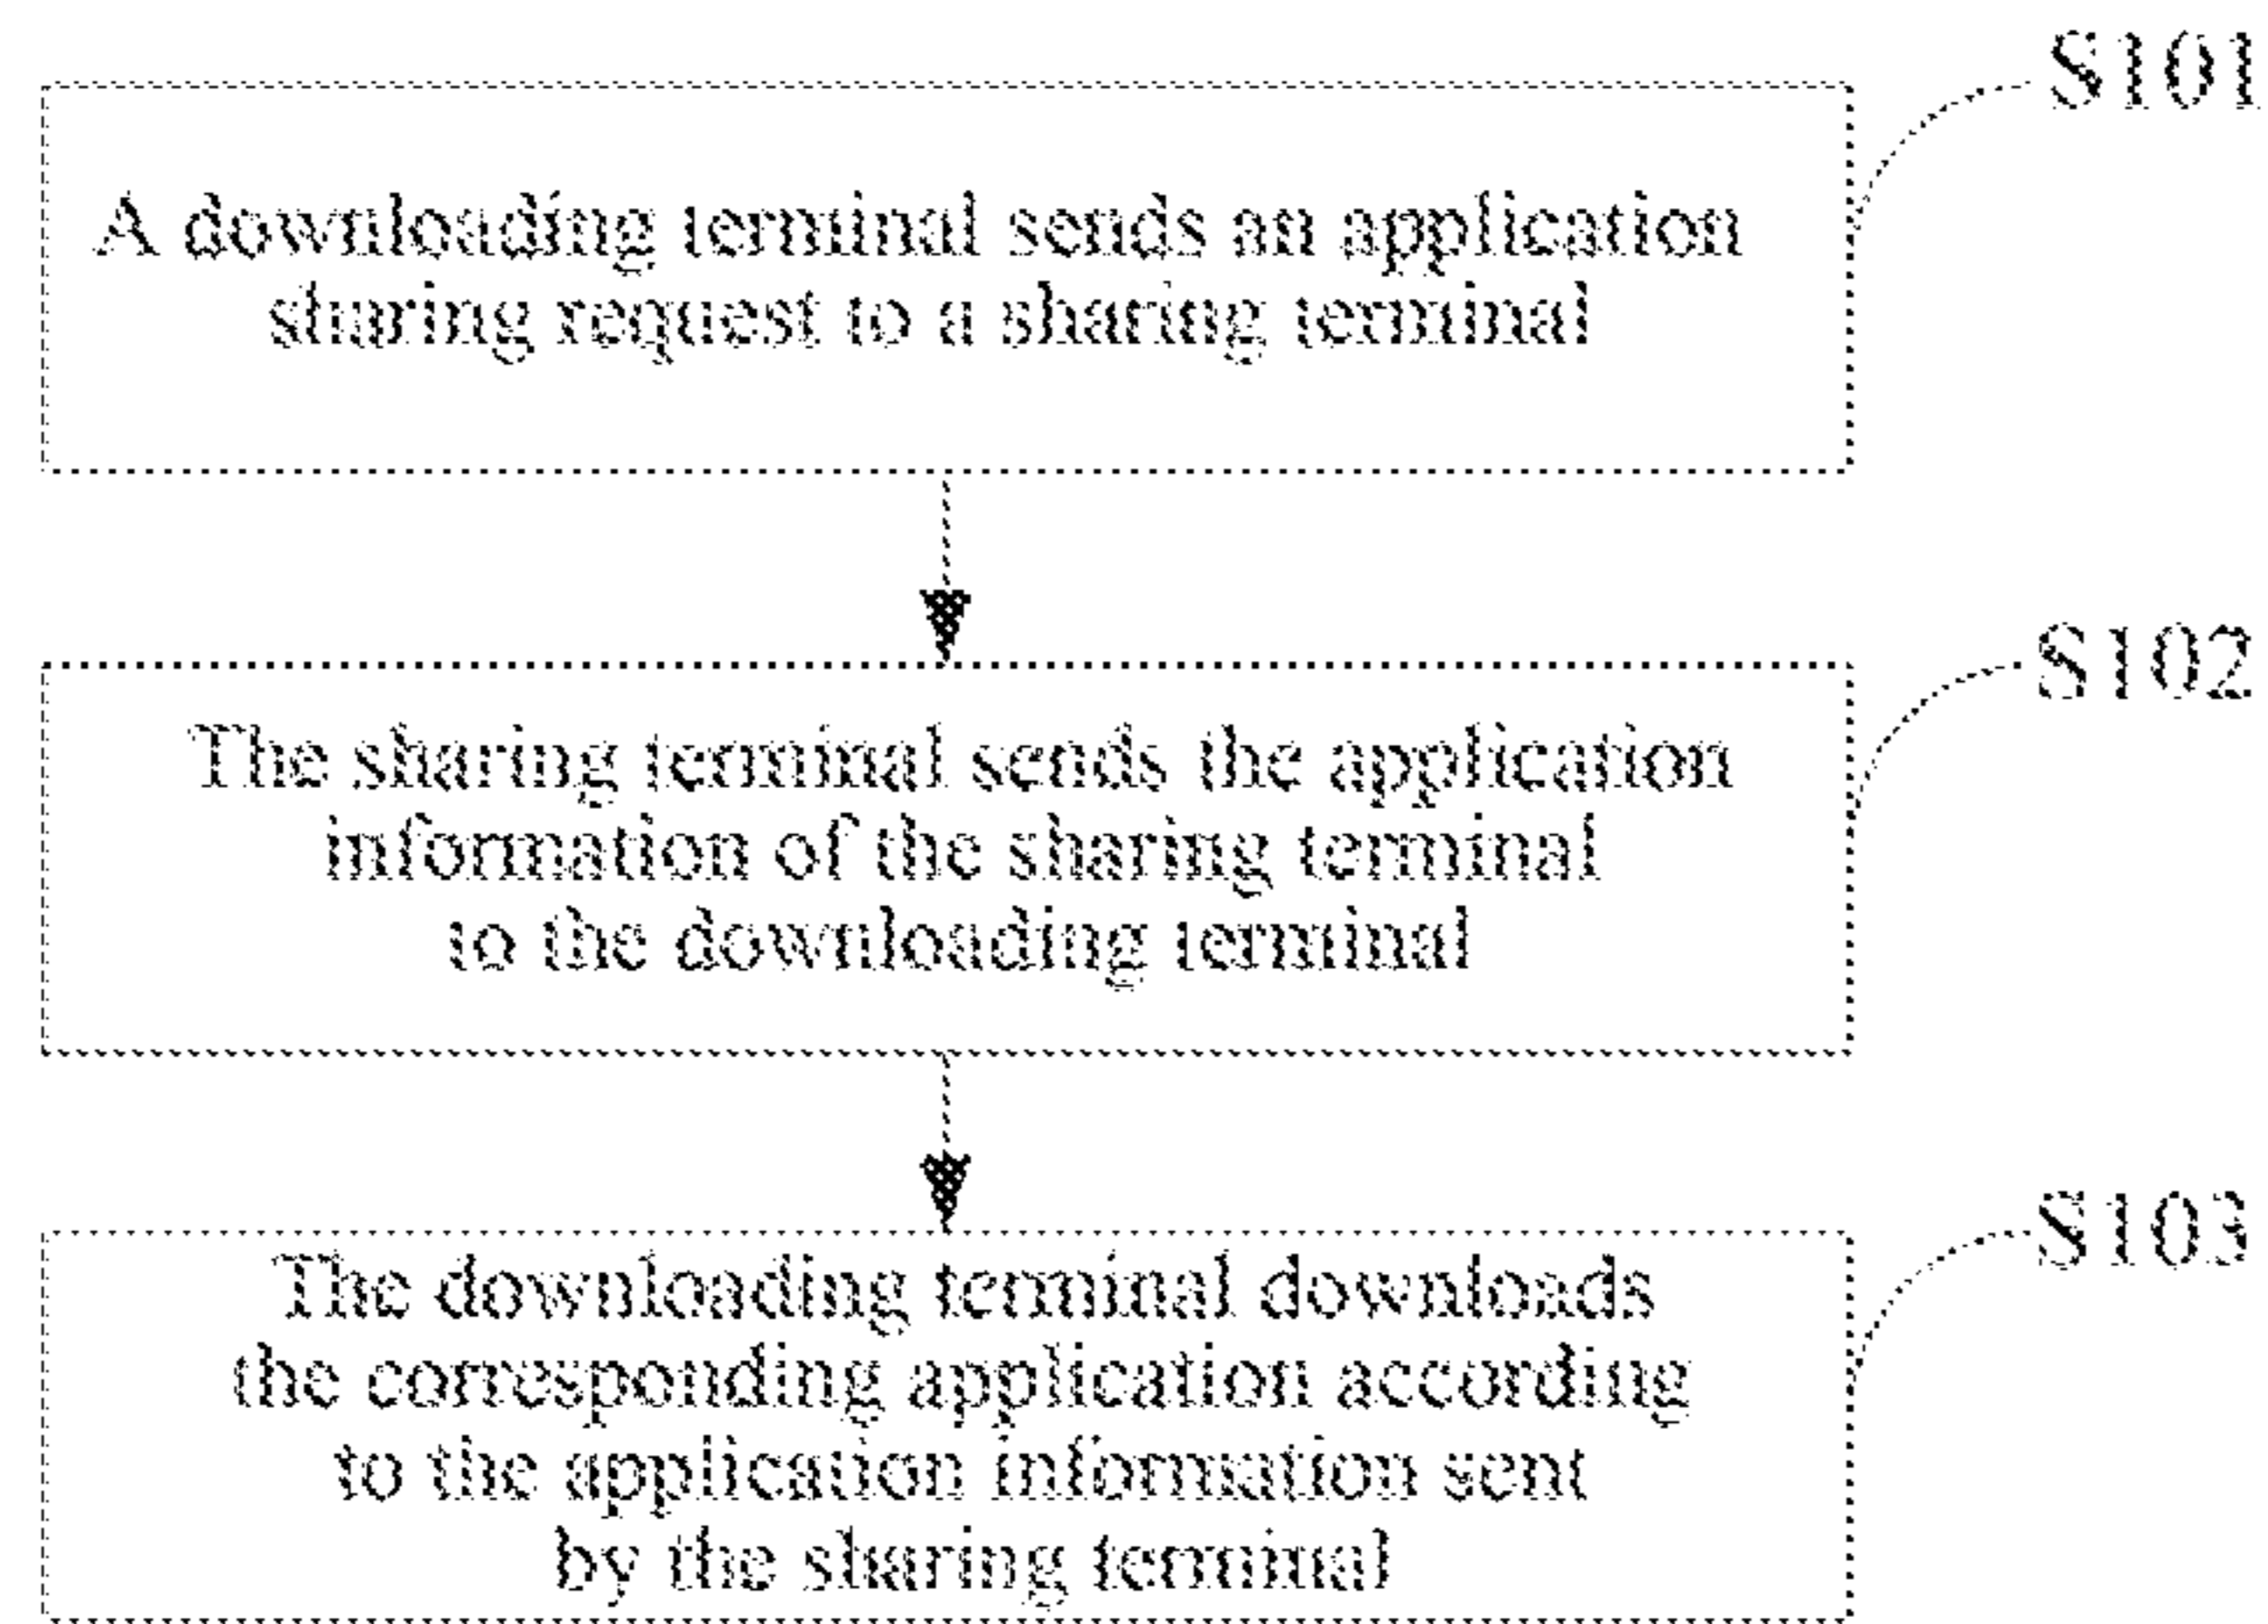 S101
A downloading terminal sends an application
sharing request to a sharing terminal
S102
The sharing terminal sends the application
information of the sharing terminal
to the downloading terminal
S103
The downloading terminal downloads
the corresponding application according
to the application information sent
by the sharing terminal